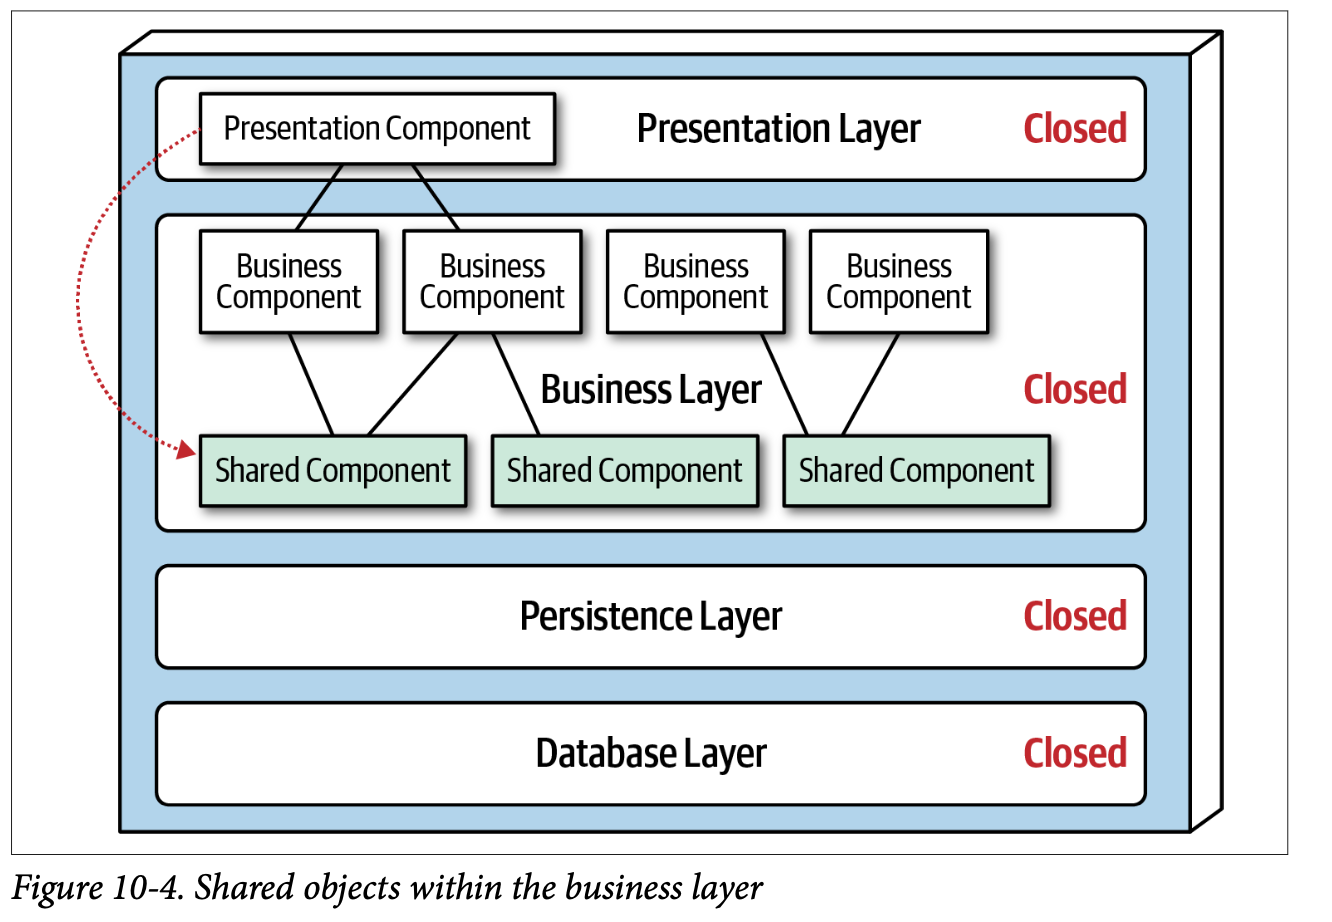 Presentation Component
Presentation Layer
Closed
Business
Component
Business
Component
Business
Component
Business
Component
Business Layer
Closed
Shared Component
Shared Component
Shared Component
Persistence Layer
Closed
Database Layer
Closed
Figure 10-4. Shared objects within the business layer